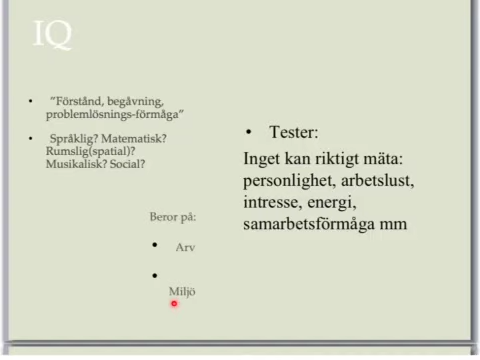 IQ
• "Förstånd, begåvning,
problemlösnings-förmåga"
• Språklig? Matematisk?
Rumslig(spatial)?
Musikalisk? Social?
Beror på:
• Arv
•
Miljö
• Tester:
Inget kan riktigt mäta:
personlighet, arbetslust,
intresse, energi,
samarbetsförmåga mm